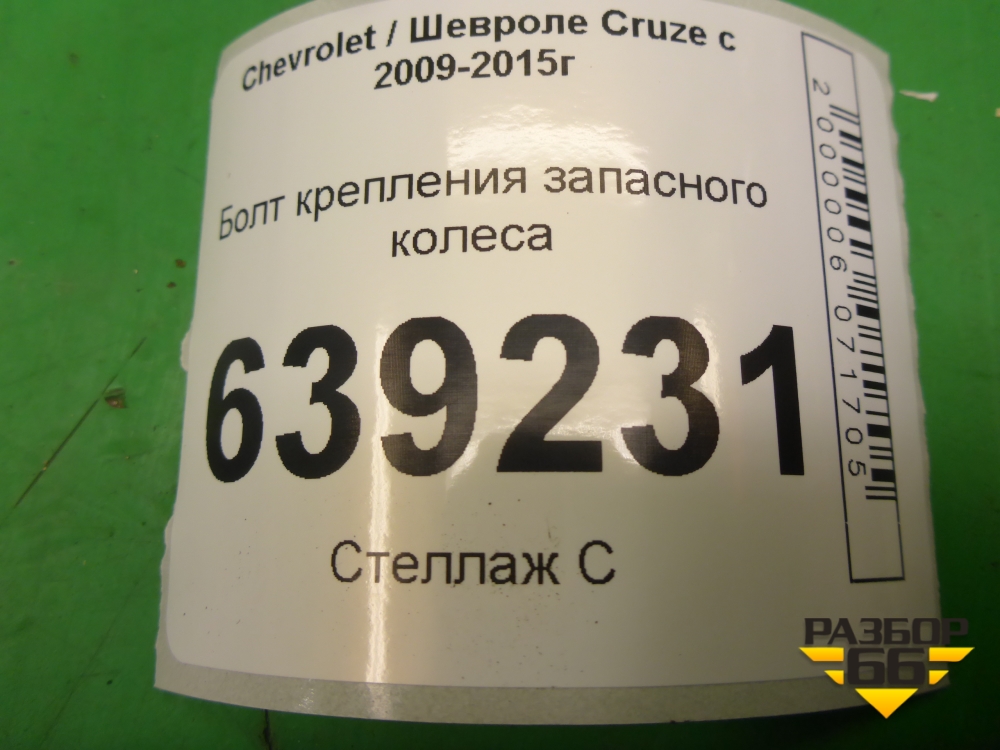 Chevrolet / Шевроле Cruze с
2009-2015г
Болт крепления запасного
колеса
639231
Стеллаж С
2000006071705
РАЗБОР
66